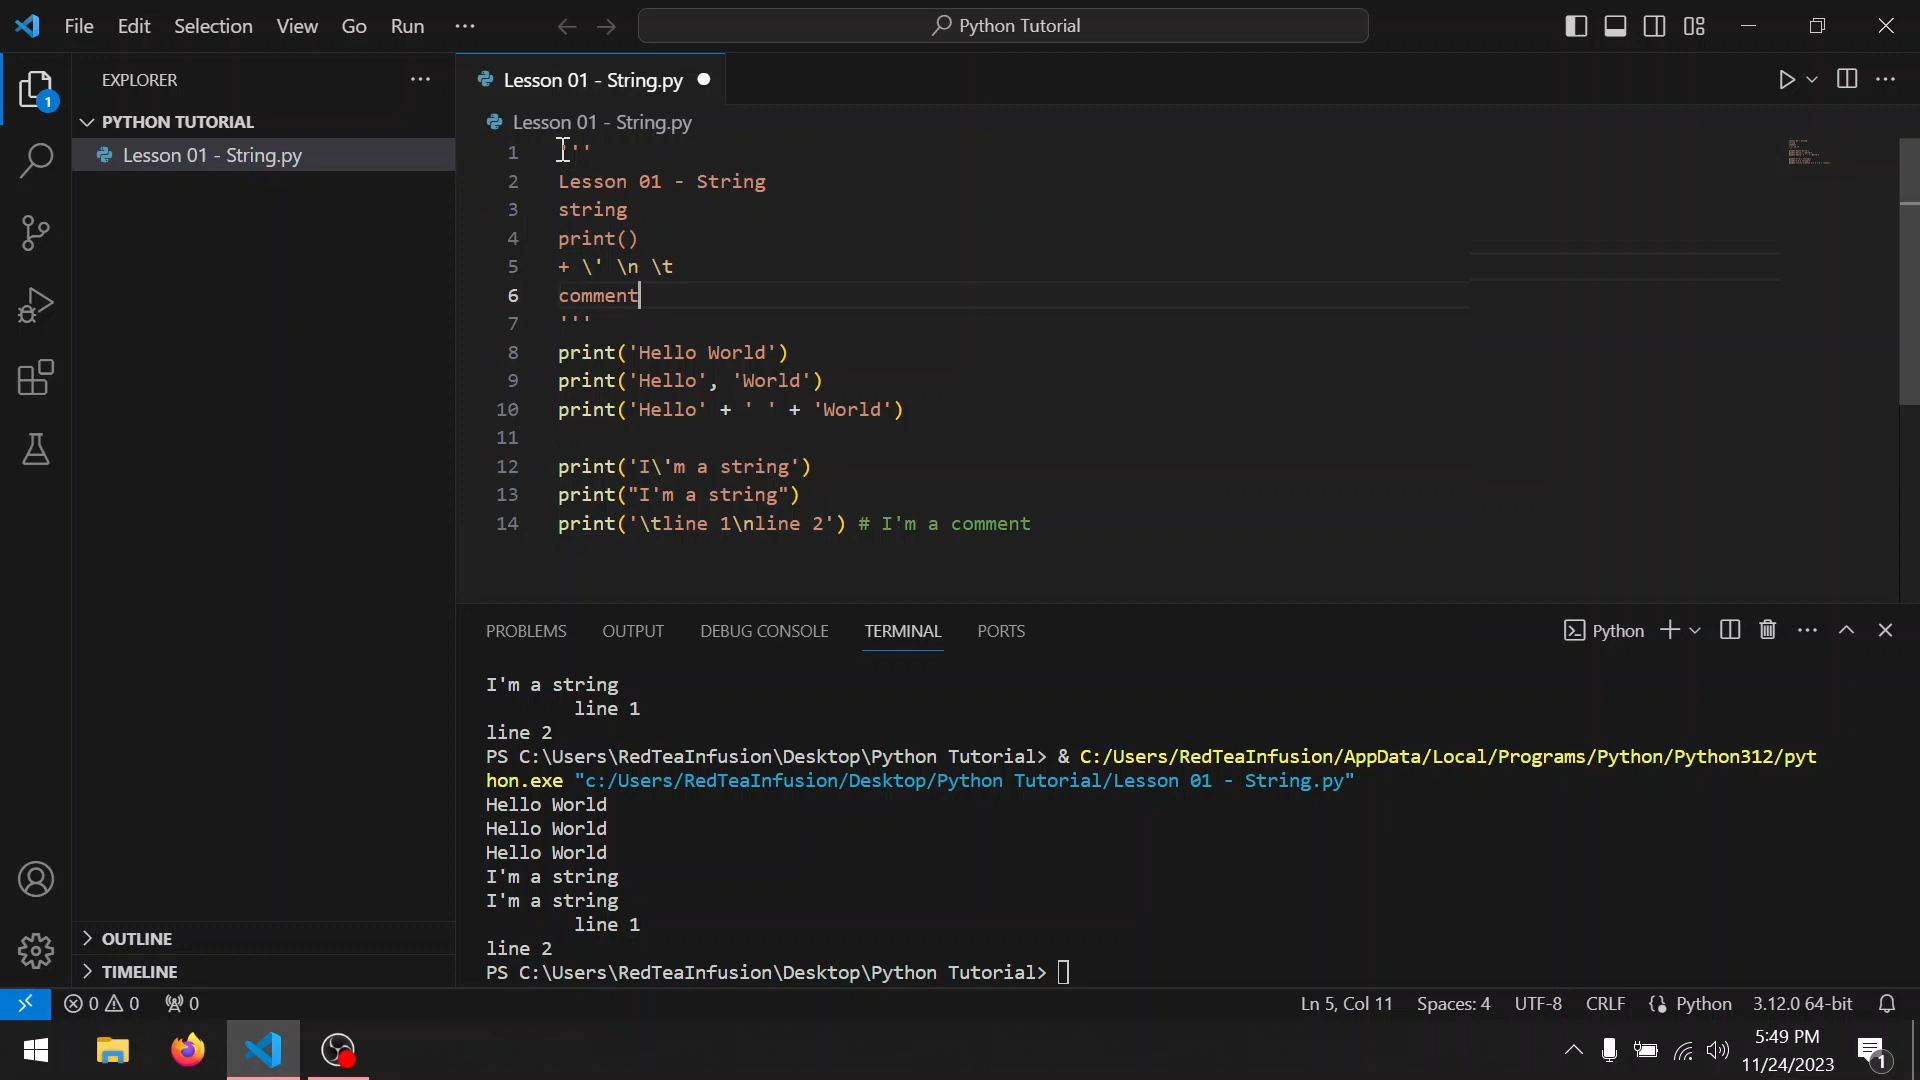 File Edit Selection View Go Run ··· Python Tutorial
EXPLORER ···
1
PYTHON TUTORIAL
Lesson 01 - String.py
OUTLINE
TIMELINE
Lesson 01 - String.py
Lesson 01 - String.py
1 '''
2 Lesson 01 - String
3 string
4 print()
5 + \' \n \t
6 comment
7 '''
8 print('Hello World')
9 print('Hello', 'World')
10 print('Hello' + ' ' + 'World')
11
12 print('I\'m a string')
13 print("I'm a string")
14 print('\tline 1\nline 2') # I'm a comment
PROBLEMS OUTPUT DEBUG CONSOLE TERMINAL PORTS Python
I'm a string
line 1
line 2
PS C:\Users\RedTeaInfusion\Desktop\Python Tutorial> & C:/Users/RedTeaInfusion/AppData/Local/Programs/Python/Python312/pyt
hon.exe "c:/Users/RedTeaInfusion/Desktop/Python Tutorial/Lesson 01 - String.py"
Hello World
Hello World
Hello World
I'm a string
I'm a string
line 1
line 2
PS C:\Users\RedTeaInfusion\Desktop\Python Tutorial>
0 0 0 Ln 5, Col 11 Spaces: 4 UTF-8 CRLF Python 3.12.0 64-bit
5:49 PM
11/24/2023
1